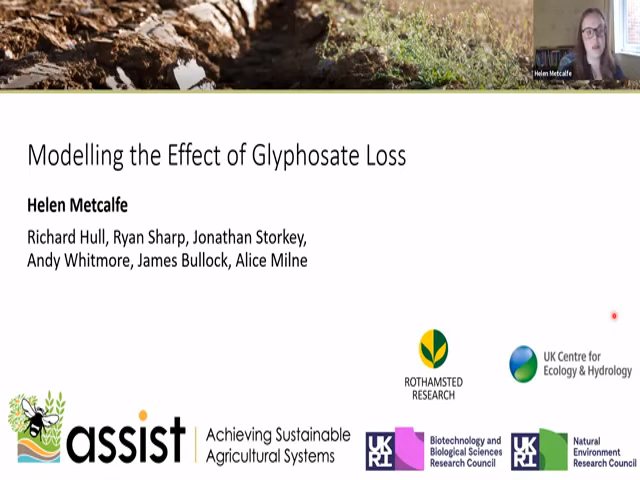 Helen Metcalfe
Modelling the Effect of Glyphosate Loss
Helen Metcalfe
Richard Hull, Ryan Sharp, Jonathan Storkey,
Andy Whitmore, James Bullock, Alice Milne
ROTHAMSTED
RESEARCH
UK Centre for
Ecology & Hydrology
assist
Achieving Sustainable
Agricultural Systems
UK
RI
Biotechnology and
Biological Sciences
Research Council
UK
RI
Natural
Environment
Research Council